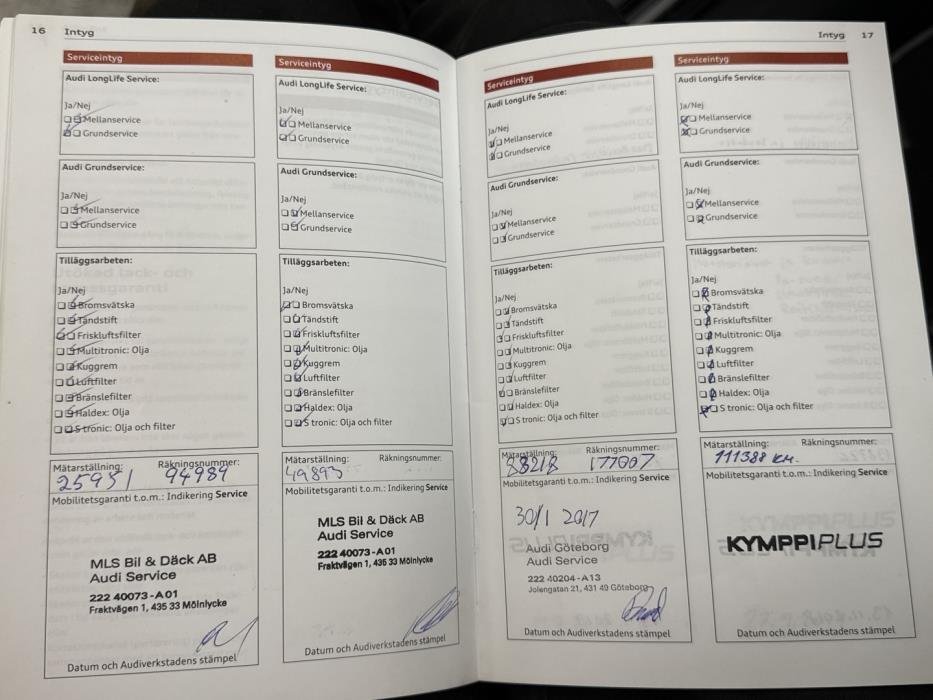 16 Intyg
Serviceintyg
Audi LongLife Service:
Ja/Nej
Mellanservice
Grundservice
Audi Grundservice:
Ja/Nej
Mellanservice
Grundservice
Tilläggsarbeten:
Ja/Nej
Bromsvätska
Tändstift
Friskluftsfilter
Multitronic: Olja
Kuggrem
Luftfilter
Bränslefilter
Haldex: Olja
S tronic: Olja och filter
Mätarställning: Räkningsnummer:
25951 94989
Mobilitetsgaranti t.o.m.: Indikering Service
MLS Bil & Däck AB
Audi Service
222 40073-A01
Fraktvägen 1, 435 33 Mölnlycke
Datum och Audiverkstadens stämpel
Serviceintyg
Audi LongLife Service:
Ja/Nej
Mellanservice
Grundservice
Audi Grundservice:
Ja/Nej
Mellanservice
Grundservice
Tilläggsarbeten:
Ja/Nej
Bromsvätska
Tändstift
Friskluftsfilter
Multitronic: Olja
Kuggrem
Luftfilter
Bränslefilter
Haldex: Olja
S tronic: Olja och filter
Mätarställning: Räkningsnummer:
49893
Mobilitetsgaranti t.o.m.: Indikering Service
MLS Bil & Däck AB
Audi Service
222 40073-A01
Fraktvägen 1, 435 33 Mölnlycke
Datum och Audiverkstadens stämpel
Intyg 17
Serviceintyg
Audi LongLife Service:
Ja/Nej
Mellanservice
Grundservice
Audi Grundservice:
Ja/Nej
Mellanservice
Grundservice
Tilläggsarbeten:
Ja/Nej
Bromsvätska
Tändstift
Friskluftsfilter
Multitronic: Olja
Kuggrem
Luftfilter
Bränslefilter
Haldex: Olja
S tronic: Olja och filter
Mätarställning: Räkningsnummer:
88218 177007
Mobilitetsgaranti t.o.m.: Indikering Service
30/1 2017
Audi Göteborg
Audi Service
222 40204-A13
Jolengatan 21, 431 49 Göteborg
Datum och Audiverkstadens stämpel
Serviceintyg
Audi LongLife Service:
Ja/Nej
Mellanservice
Grundservice
Audi Grundservice:
Ja/Nej
Mellanservice
Grundservice
Tilläggsarbeten:
Ja/Nej
Bromsvätska
Tändstift
Friskluftsfilter
Multitronic: Olja
Kuggrem
Luftfilter
Bränslefilter
Haldex: Olja
S tronic: Olja och filter
Mätarställning: Räkningsnummer:
111388 km.
Mobilitetsgaranti t.o.m.: Indikering Service
KYMPPIPLUS
Datum och Audiverkstadens stämpel